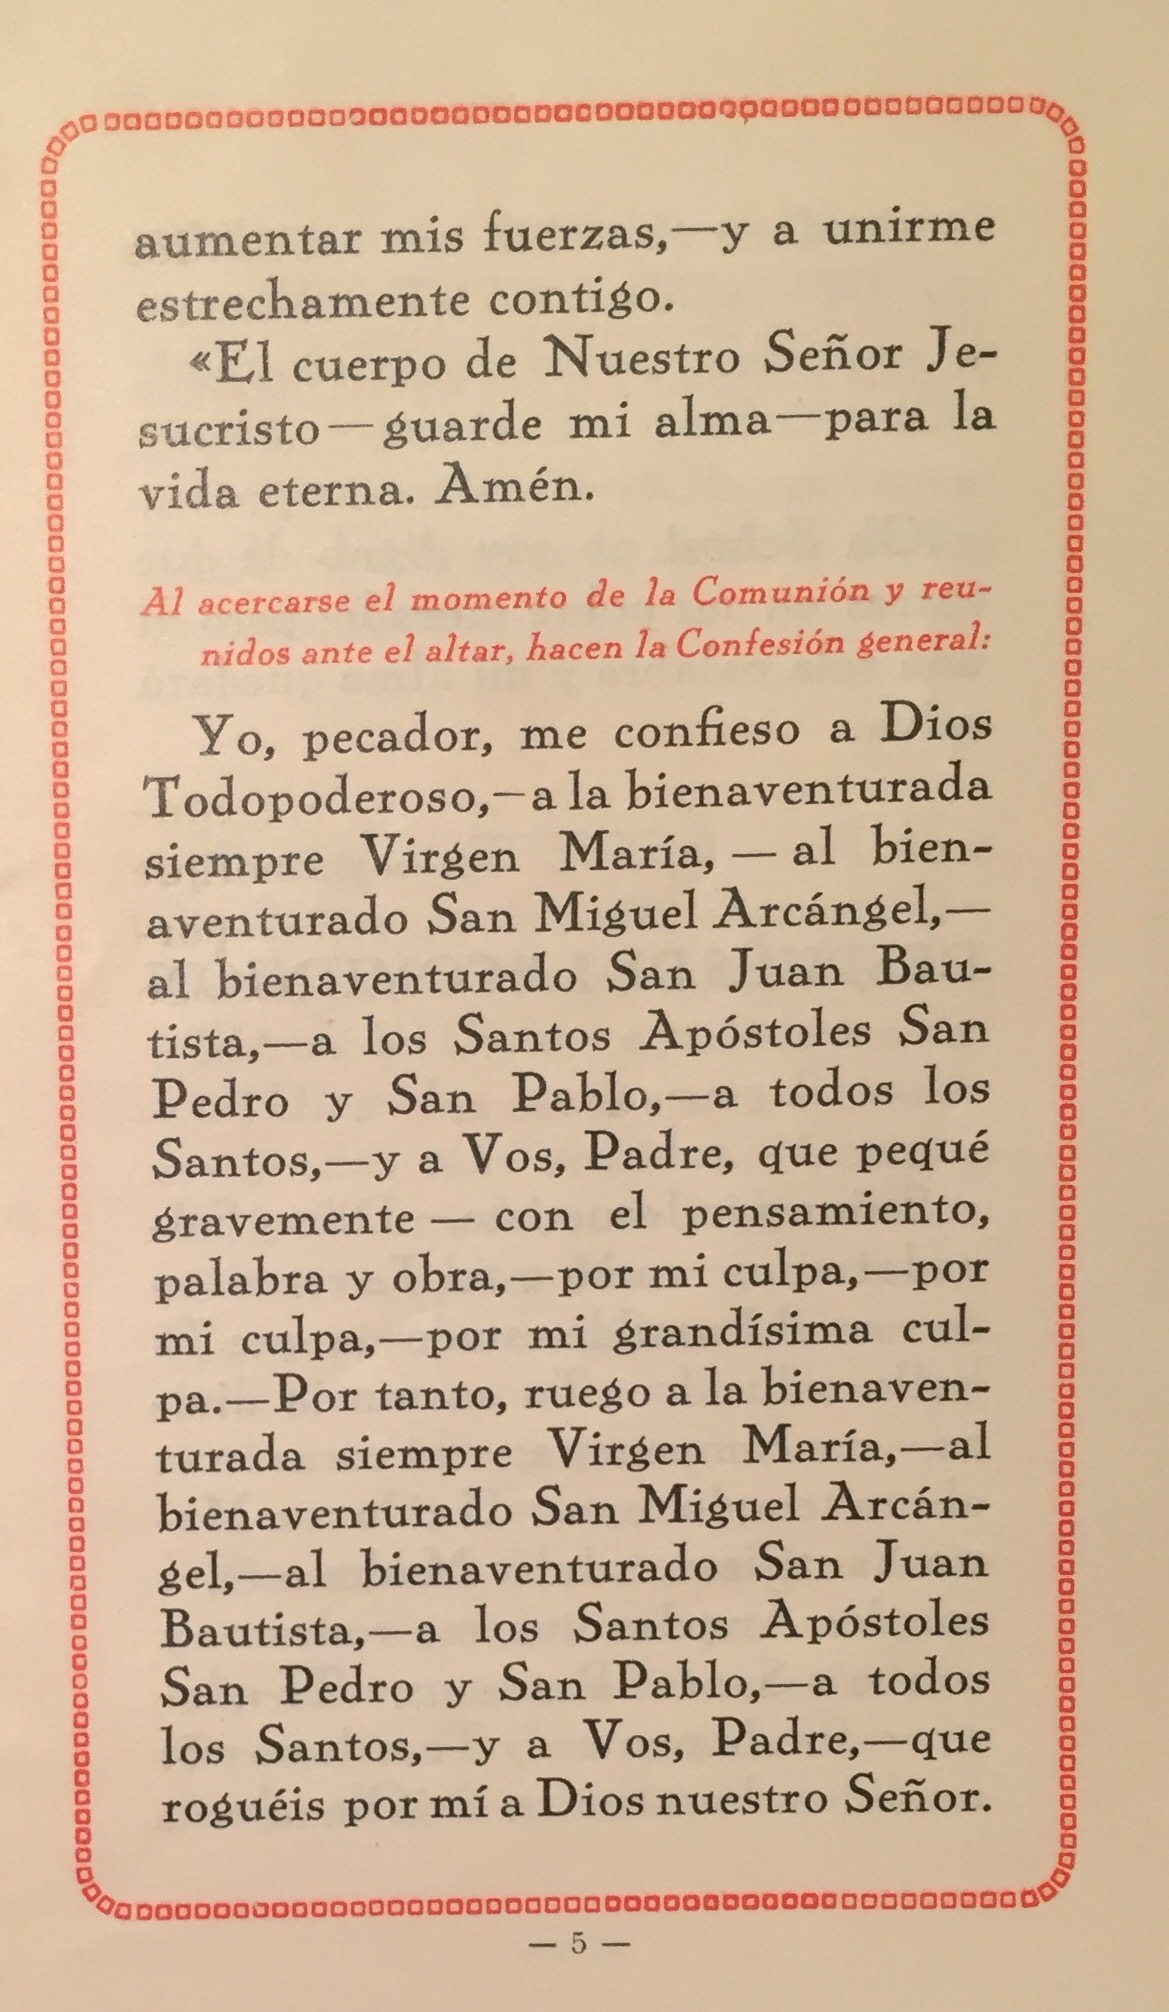 aumentar mis fuerzas,—y a unirme
estrechamente contigo.
«El cuerpo de Nuestro Señor Je-
sucristo—guarde mi alma—para la
vida eterna. Amén.
Al acercarse el momento de la Comunión y reu-
nidos ante el altar, hacen la Confesión general:
Yo, pecador, me confieso a Dios
Todopoderoso,—a la bienaventurada
siempre Virgen María, — al bien-
aventurado San Miguel Arcángel,—
al bienaventurado San Juan Bau-
tista,—a los Santos Apóstoles San
Pedro y San Pablo,—a todos los
Santos,—y a Vos, Padre, que pequé
gravemente — con el pensamiento,
palabra y obra,—por mi culpa,—por
mi culpa,—por mi grandísima cul-
pa.—Por tanto, ruego a la bienaven-
turada siempre Virgen María,—al
bienaventurado San Miguel Arcán-
gel,—al bienaventurado San Juan
Bautista,—a los Santos Apóstoles
San Pedro y San Pablo,—a todos
los Santos,—y a Vos, Padre,—que
roguéis por mí a Dios nuestro Señor.
— 5 —